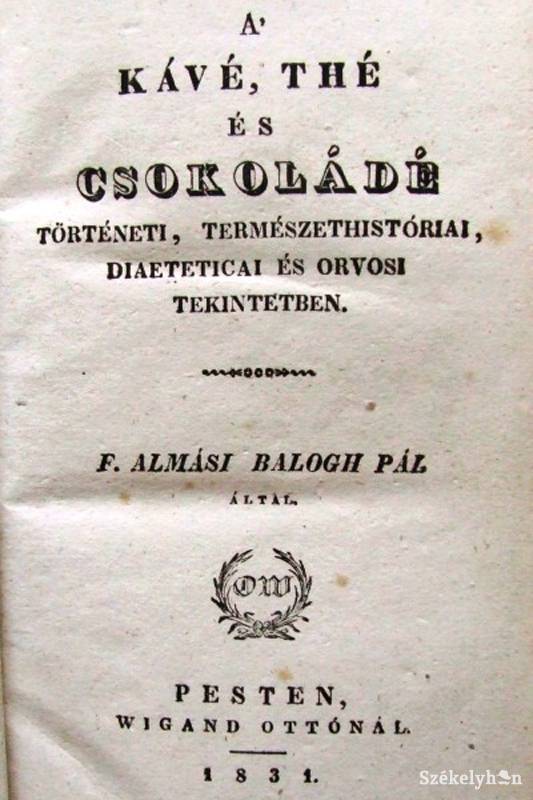 A'
KÁVÉ, THÉ
ÉS
CSOKOLÁDÉ
TÖRTÉNETI, TERMÉSZETHISTÓRIAI,
DIAETETICAI ÉS ORVOSI
TEKINTETBEN.
F. ALMÁSI BALOGH PÁL
ÁLTAL.
OW
PESTEN,
WIGAND OTTÓNÁL.
1831.
Székelyhon